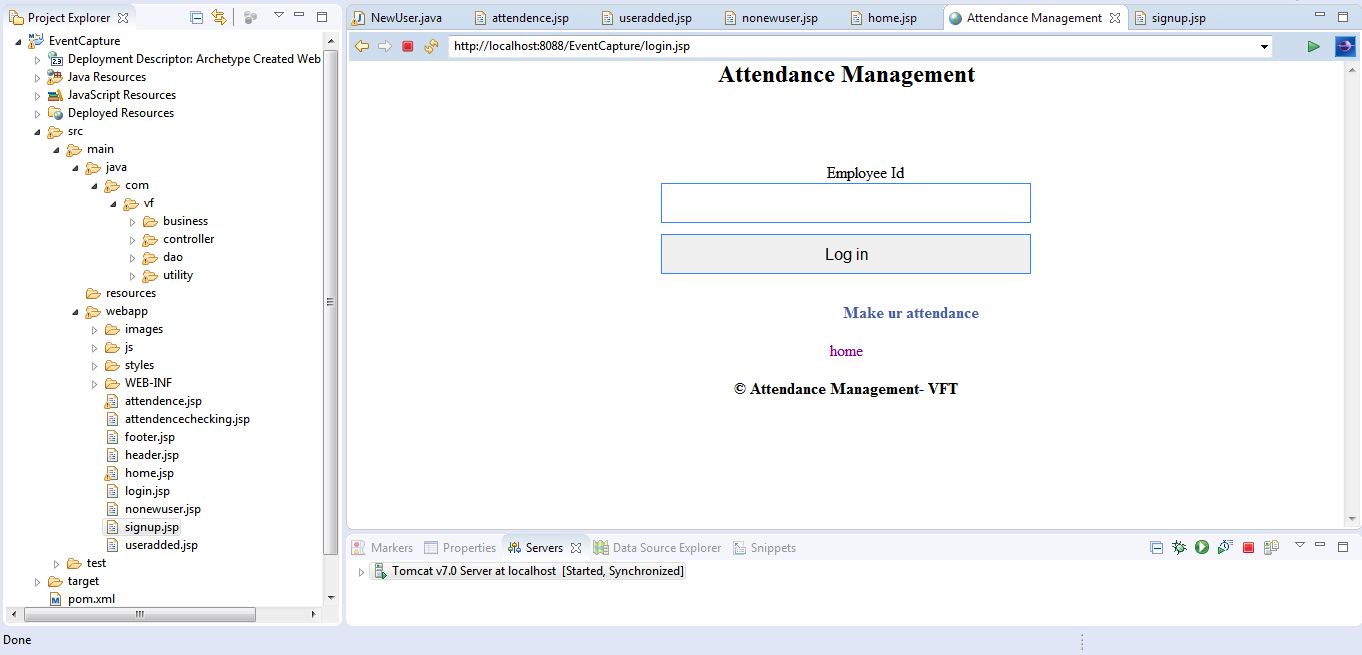 Project Explorer
EventCapture
Deployment Descriptor: Archetype Created Web
Java Resources
JavaScript Resources
Deployed Resources
src
main
java
com
vf
business
controller
dao
utility
resources
webapp
images
js
styles
WEB-INF
attendence.jsp
attendencechecking.jsp
footer.jsp
header.jsp
home.jsp
login.jsp
nonewuser.jsp
signup.jsp
useradded.jsp
test
target
pom.xml
NewUser.java attendence.jsp useradded.jsp nonewuser.jsp home.jsp Attendance Management signup.jsp
http://localhost:8088/EventCapture/login.jsp
Attendance Management
Employee Id
Log in
Make ur attendance
home
© Attendance Management- VFT
Markers Properties Servers Data Source Explorer Snippets
Tomcat v7.0 Server at localhost [Started, Synchronized]
Done